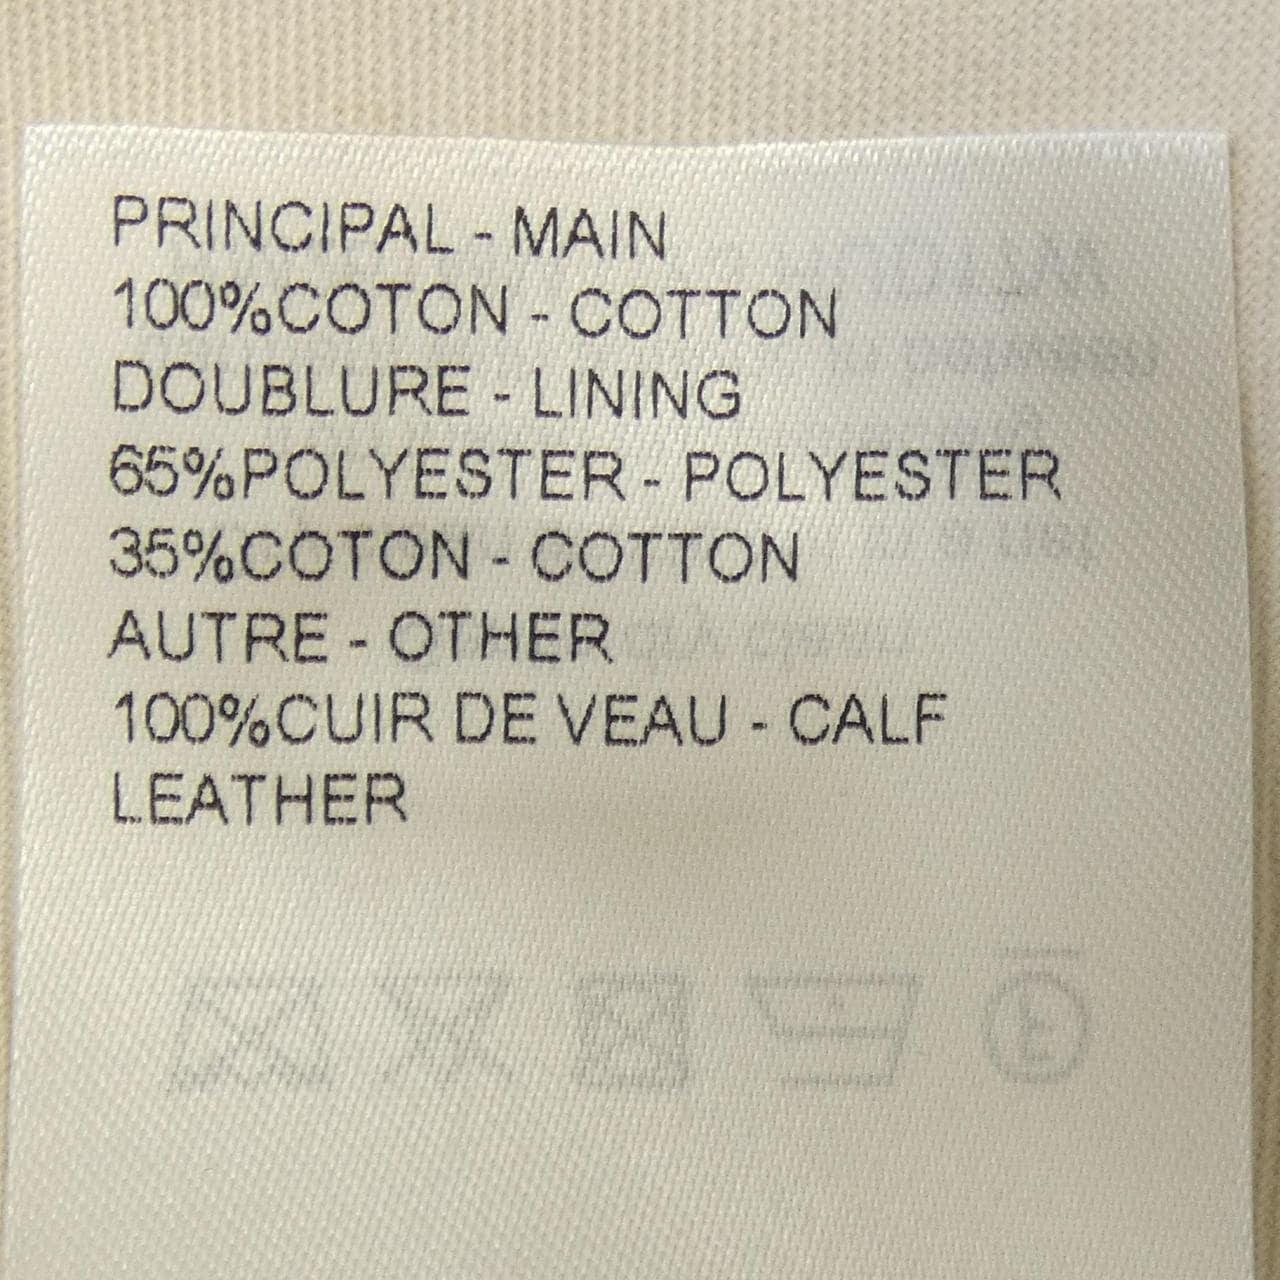 PRINCIPAL - MAIN
100%COTON - COTTON
DOUBLURE - LINING
65%POLYESTER - POLYESTER
35%COTON - COTTON
AUTRE - OTHER
100%CUIR DE VEAU - CALF
LEATHER